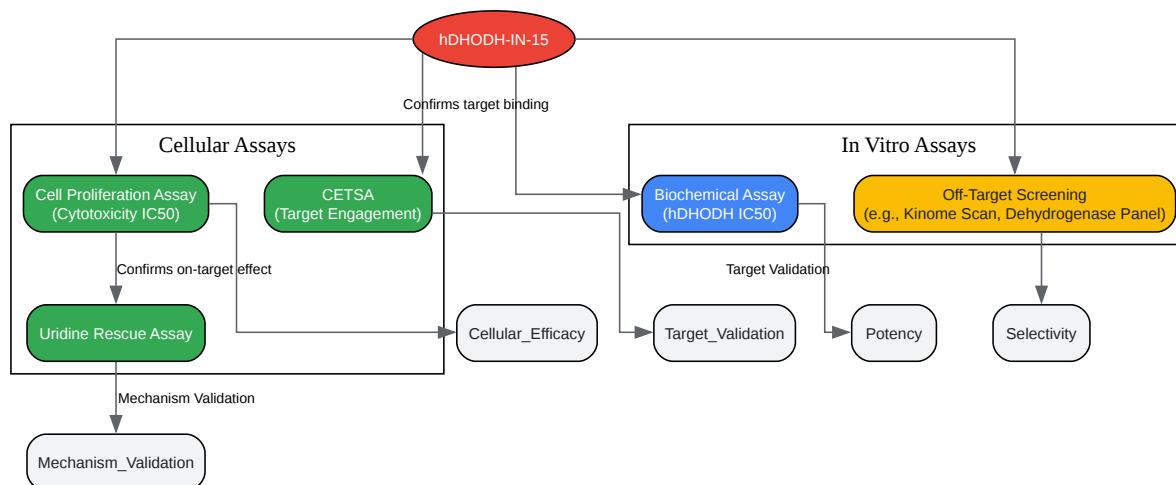 hDHODH-IN-15
Confirms target binding
Cellular Assays
In Vitro Assays
Cell Proliferation Assay
(Cytotoxicity IC50)
CETSA
(Target Engagement)
Biochemical Assay
(hDHODH IC50)
Off-Target Screening
(e.g., Kinome Scan, Dehydrogenase Panel)
Confirms on-target effect
Target Validation
Uridine Rescue Assay
Cellular_Efficacy
Target_Validation
Potency
Selectivity
Mechanism Validation
Mechanism_Validation